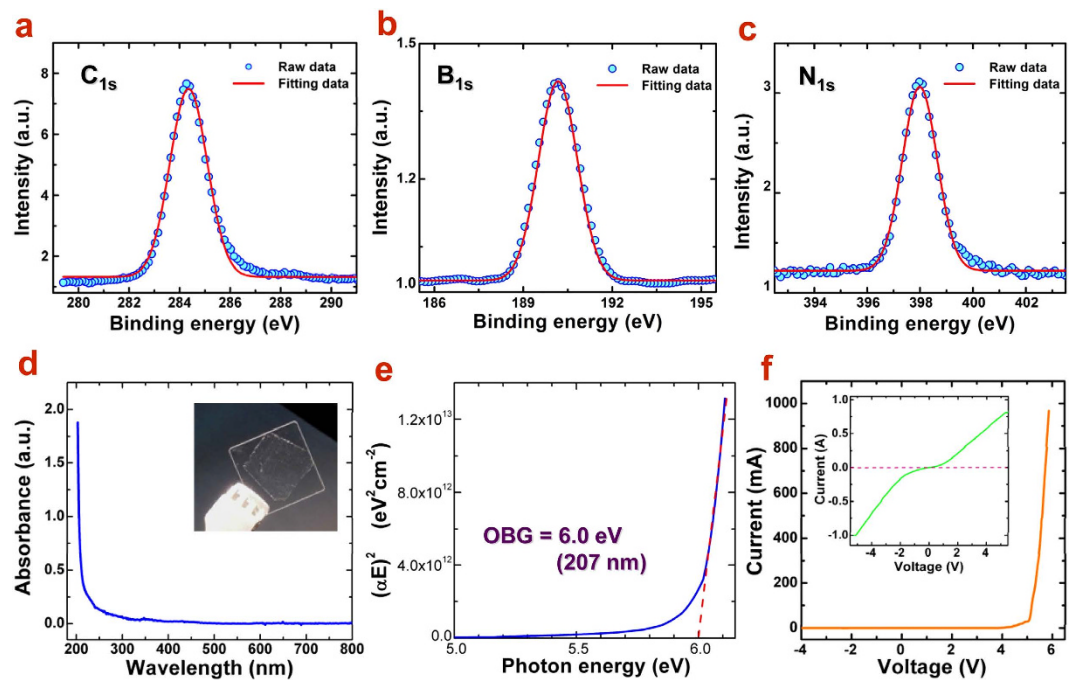 a
C1s
Raw data
Fitting data
Intensity (a.u.)
8
6
4
2
280 282 284 286 288 290
Binding energy (eV)
b
B1s
Raw data
Fitting data
Intensity (a.u.)
1.5
1.2
1.0
186 189 192 195
Binding energy (eV)
c
N1s
Raw data
Fitting data
Intensity (a.u.)
3
2
1
394 396 398 400 402
Binding energy (eV)
d
Absorbance (a.u.)
2.0
1.5
1.0
0.5
0.0
200 300 400 500 600 700 800
Wavelength (nm)
e
(αE)² (eV²cm⁻²)
1.2x10¹³
8.0x10¹²
4.0x10¹²
0.0
OBG = 6.0 eV
(207 nm)
5.0 5.5 6.0
Photon energy (eV)
f
Current (mA)
1000
800
600
400
200
0
-4 -2 0 2 4 6
Voltage (V)
Current (A)
1.0
0.5
0.0
-0.5
-1.0
-4 -2 0 2 4
Voltage (V)